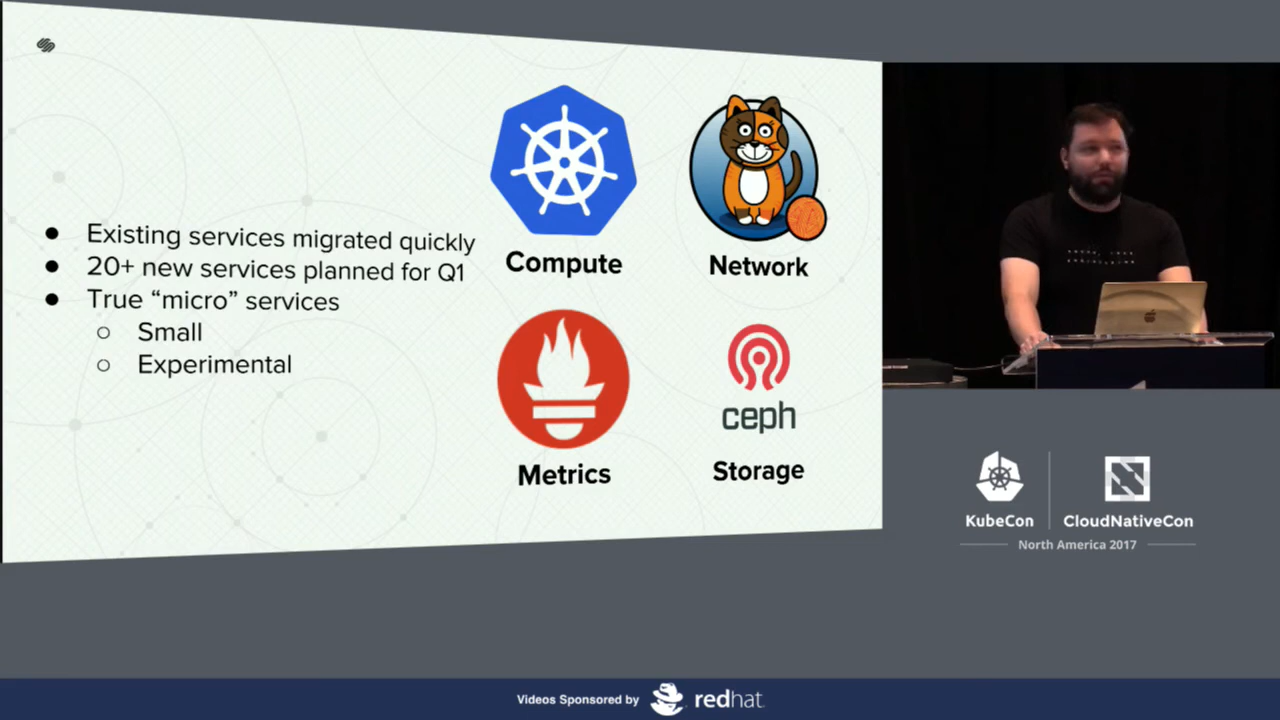 Existing services migrated quickly
20+ new services planned for Q1
True “micro” services
Small
Experimental
Compute
Network
Metrics
ceph
Storage
KubeCon
CloudNativeCon
North America 2017
Videos Sponsored by
redhat